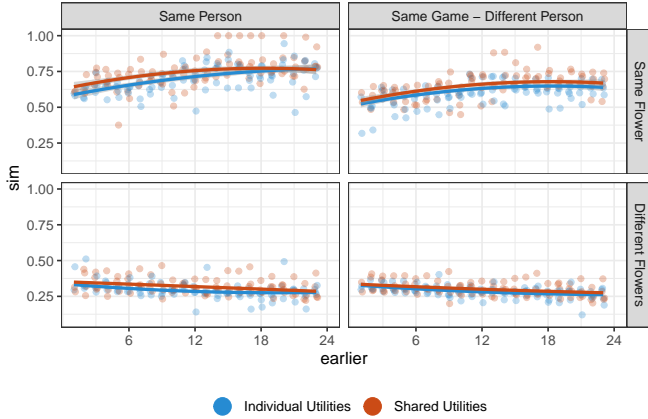 Same Person
Same Game − Different Person
1.00
0.75
0.50
0.25
Same Flower
1.00
0.75
0.50
0.25
Different Flowers
sim
6
12
18
24
6
12
18
24
earlier
Individual Utilities
Shared Utilities